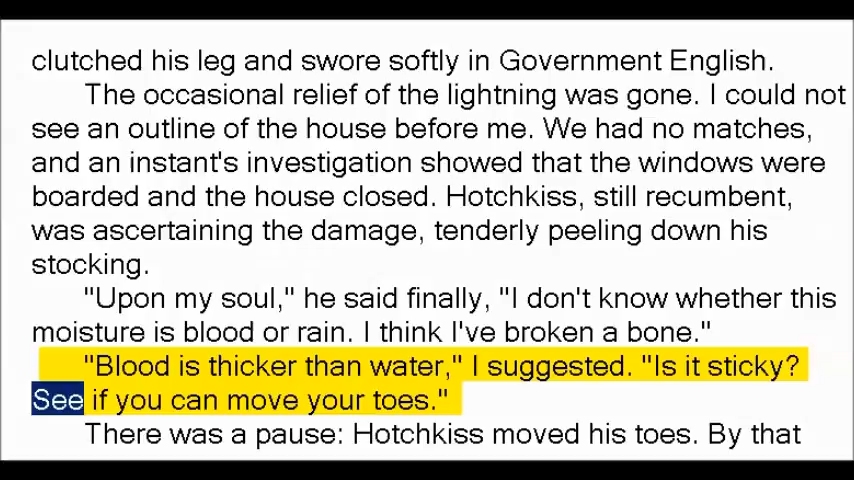 clutched his leg and swore softly in Government English.
The occasional relief of the lightning was gone. I could not
see an outline of the house before me. We had no matches,
and an instant's investigation showed that the windows were
boarded and the house closed. Hotchkiss, still recumbent,
was ascertaining the damage, tenderly peeling down his
stocking.
"Upon my soul," he said finally, "I don't know whether this
moisture is blood or rain. I think I've broken a bone."
"Blood is thicker than water," I suggested. "Is it sticky?
See if you can move your toes."
There was a pause: Hotchkiss moved his toes. By that